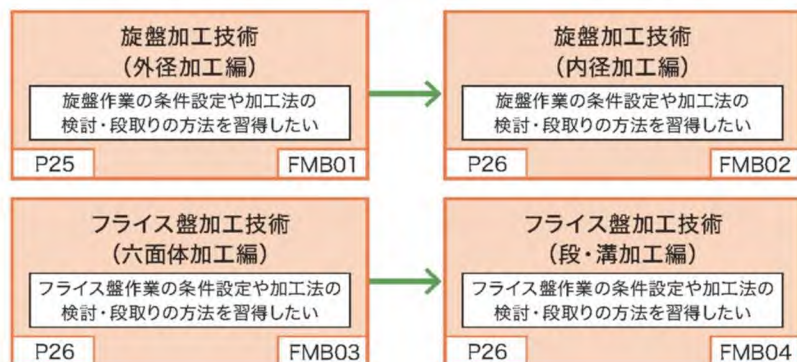 旋盤加工技術
(外径加工編)
旋盤作業の条件設定や加工法の
検討・段取りの方法を習得したい
P25
FMB01
旋盤加工技術
(内径加工編)
旋盤作業の条件設定や加工法の
検討・段取りの方法を習得したい
P26
FMB02
フライス盤加工技術
(六面体加工編)
フライス盤作業の条件設定や加工法の
検討・段取りの方法を習得したい
P26
FMB03
フライス盤加工技術
(段・溝加工編)
フライス盤作業の条件設定や加工法の
検討・段取りの方法を習得したい
P26
FMB04